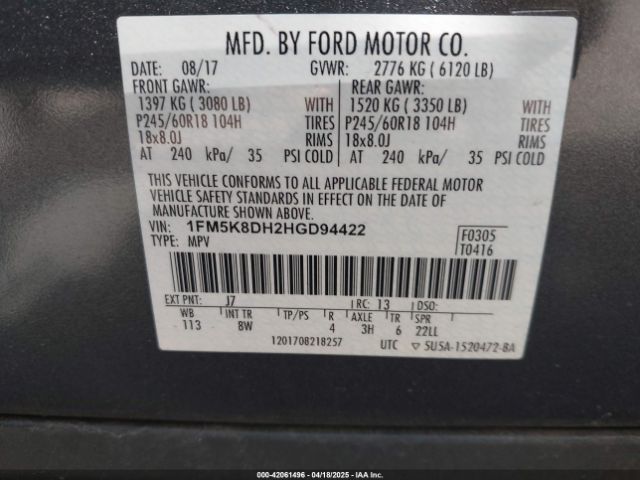 MFD. BY FORD MOTOR CO.
DATE: 08/17 GVWR: 2776 KG ( 6120 LB)
FRONT GAWR: REAR GAWR:
1397 KG ( 3080 LB) WITH 1520 KG ( 3350 LB) WITH
P245/60R18 104H TIRES P245/60R18 104H TIRES
18x8.0J RIMS 18x8.0J RIMS
AT 240 kPa/ 35 PSI COLD AT 240 kPa/ 35 PSI COLD
THIS VEHICLE CONFORMS TO ALL APPLICABLE FEDERAL MOTOR
VEHICLE SAFETY STANDARDS IN EFFECT ON THE DATE OF
MANUFACTURE SHOWN ABOVE.
VIN: 1FM5K8DH2HGD94422 F0305
TYPE: MPV T0416
EXT PNT: J7 RC: 13 DSO:
WB INT TR TP/PS R AXLE TR SPR
113 8W 4 3H 6 22LL
1201708218257 UTC ▽ 5U5A-1520472-BA
000-42061496 - 04/18/2025 - IAAI